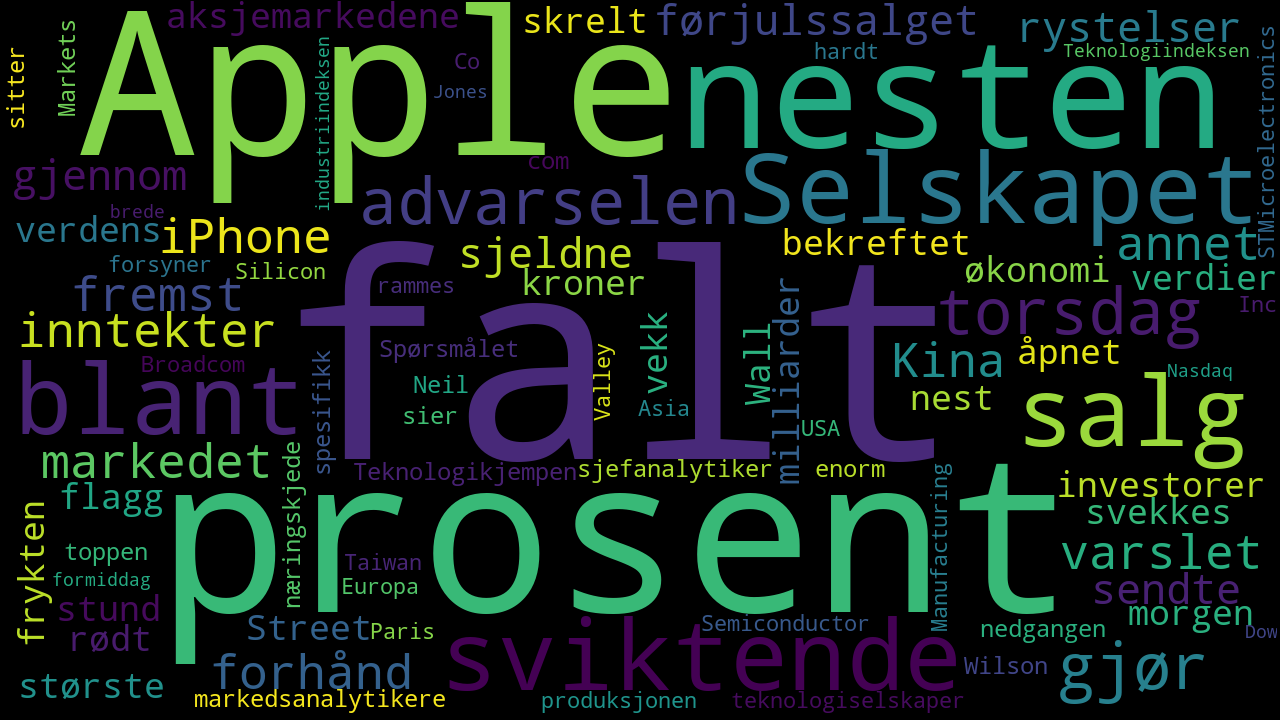 aksjemarkedene
skrelt
førjulssalget
rystelser
sitter
Markets
Apple
industriindeksen
Co
Jones
nesten
hardt
Teknologiindeksen
STMicroelectronics
gjennom
com
advarselen
Selskapet
brede
verdens
iPhone
forsyner
Silicon
sjeldne
bekreftet
annet
fremst
rammes
kroner
økonomi
verdier
Inc
inntekter
falt
torsdag
Spørsmålet
vekk
Wall
milliarder
Kina
åpnet
blant
Broadcom
spesifikk
Neil
Valley
Asia
nest
Nasdaq
sier
USA
salg
markedet
Teknologikjempen
sjefanalytiker
enorm
flagg
næringskjede
prosent
Manufacturing
investorer
svekkes
frykten
toppen
formiddag
Taiwan
Europa
varslet
stund
sendte
rødt
Street
Paris
sviktende
Semiconductor
nedgangen
morgen
Dow
forhånd
Wilson
gjør
største
markedsanalytikere
produksjonen
teknologiselskaper